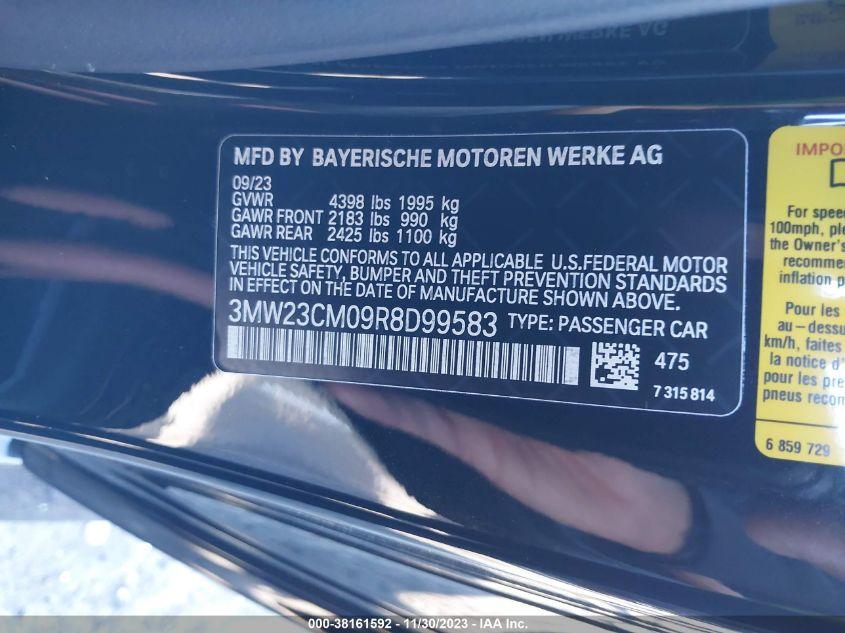 MFD BY BAYERISCHE MOTOREN WERKE AG
09/23
GVWR 4398 lbs 1995 kg
GAWR FRONT 2183 lbs 990 kg
GAWR REAR 2425 lbs 1100 kg
THIS VEHICLE CONFORMS TO ALL APPLICABLE U.S.FEDERAL MOTOR
VEHICLE SAFETY, BUMPER AND THEFT PREVENTION STANDARDS
IN EFFECT ON THE DATE OF MANUFACTURE SHOWN ABOVE.
3MW23CM09R8D99583 TYPE: PASSENGER CAR
475
7 315 814
IMPO
For speed
100mph, ple
the Owner's
recommen
inflation p
Pour les
au-dessu
km/h, faites
la notice d'
pour les pre
pneus recom
6 859 729
000-38161592 - 11/30/2023 - IAA Inc.